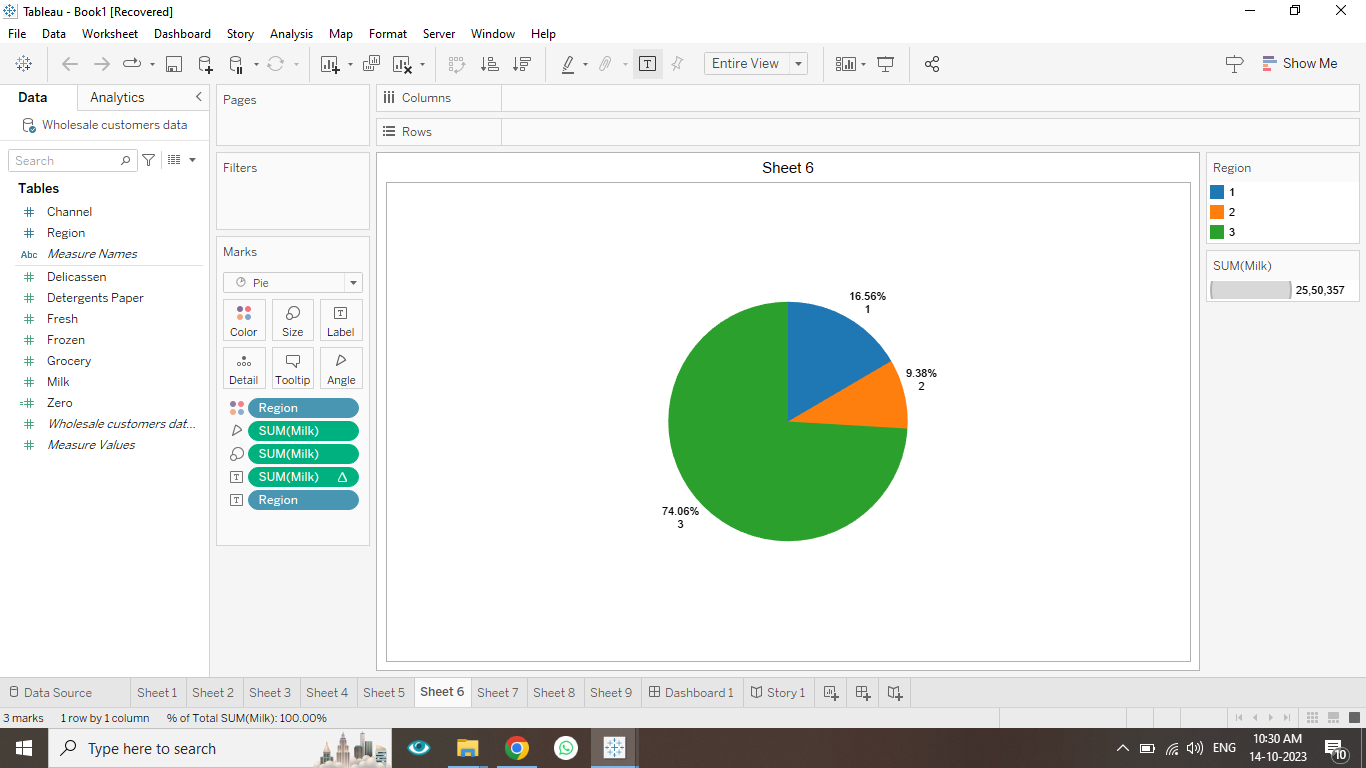 Tableau - Book1 [Recovered]
File Data Worksheet Dashboard Story Analysis Map Format Server Window Help
Entire View
Show Me
Data Analytics
Wholesale customers data
Search
Tables
Channel
Region
Abc Measure Names
Delicassen
Detergents Paper
Fresh
Frozen
Grocery
Milk
Zero
Wholesale customers dat...
Measure Values
Pages
Filters
Marks
Pie
Color Size Label
Detail Tooltip Angle
Region
SUM(Milk)
SUM(Milk)
SUM(Milk)
Region
Columns
Rows
Sheet 6
16.56%
1
9.38%
2
74.06%
3
Region
1
2
3
SUM(Milk)
25,50,357
Data Source Sheet 1 Sheet 2 Sheet 3 Sheet 4 Sheet 5 Sheet 6 Sheet 7 Sheet 8 Sheet 9 Dashboard 1 Story 1
3 marks 1 row by 1 column % of Total SUM(Milk): 100.00%
Type here to search
ENG
10:30 AM
14-10-2023
10